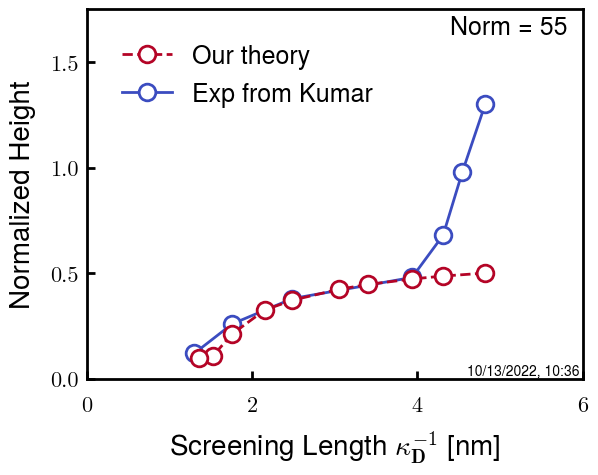 Norm = 55
Our theory
Exp from Kumar
Normalized Height
1.5
1.0
0.5
0.0
10/13/2022, 10:36
0 2 4 6
Screening Length κ_D^{-1} [nm]